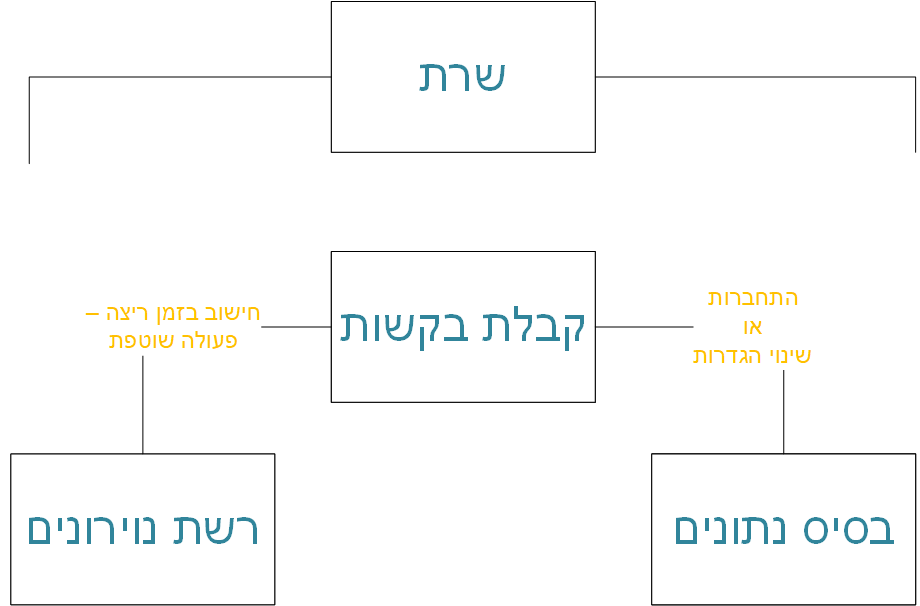 שרת
קבלת בקשות
התחברות
או
שינוי הגדרות
חישוב בזמן ריצה –
פעולה שוטפת
בסיס נתונים
רשת נוירונים